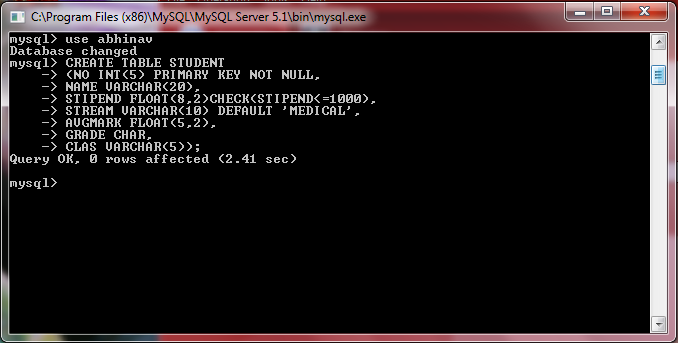 C:\Program Files (x86)\MySQL\MySQL Server 5.1\bin\mysql.exe
mysql> use abhinav
Database changed
mysql> CREATE TABLE STUDENT
    -> (NO INT(5) PRIMARY KEY NOT NULL,
    -> NAME VARCHAR(20),
    -> STIPEND FLOAT(8,2)CHECK(STIPEND<=1000),
    -> STREAM VARCHAR(10) DEFAULT 'MEDICAL',
    -> AVGMARK FLOAT(5,2),
    -> GRADE CHAR,
    -> CLAS VARCHAR(5));
Query OK, 0 rows affected (2.41 sec)
mysql>